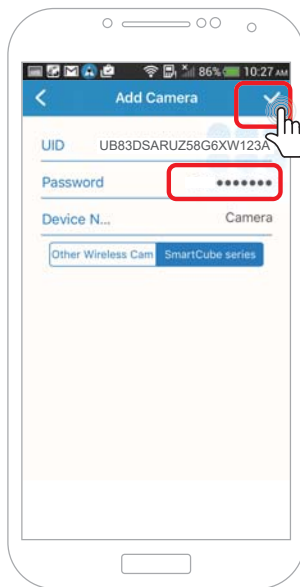 86% 10:27 AM
Add Camera
UID UB83DSARUZ58G6XW123A
Password •••••••
Device N... Camera
Other Wireless Cam SmartCube series